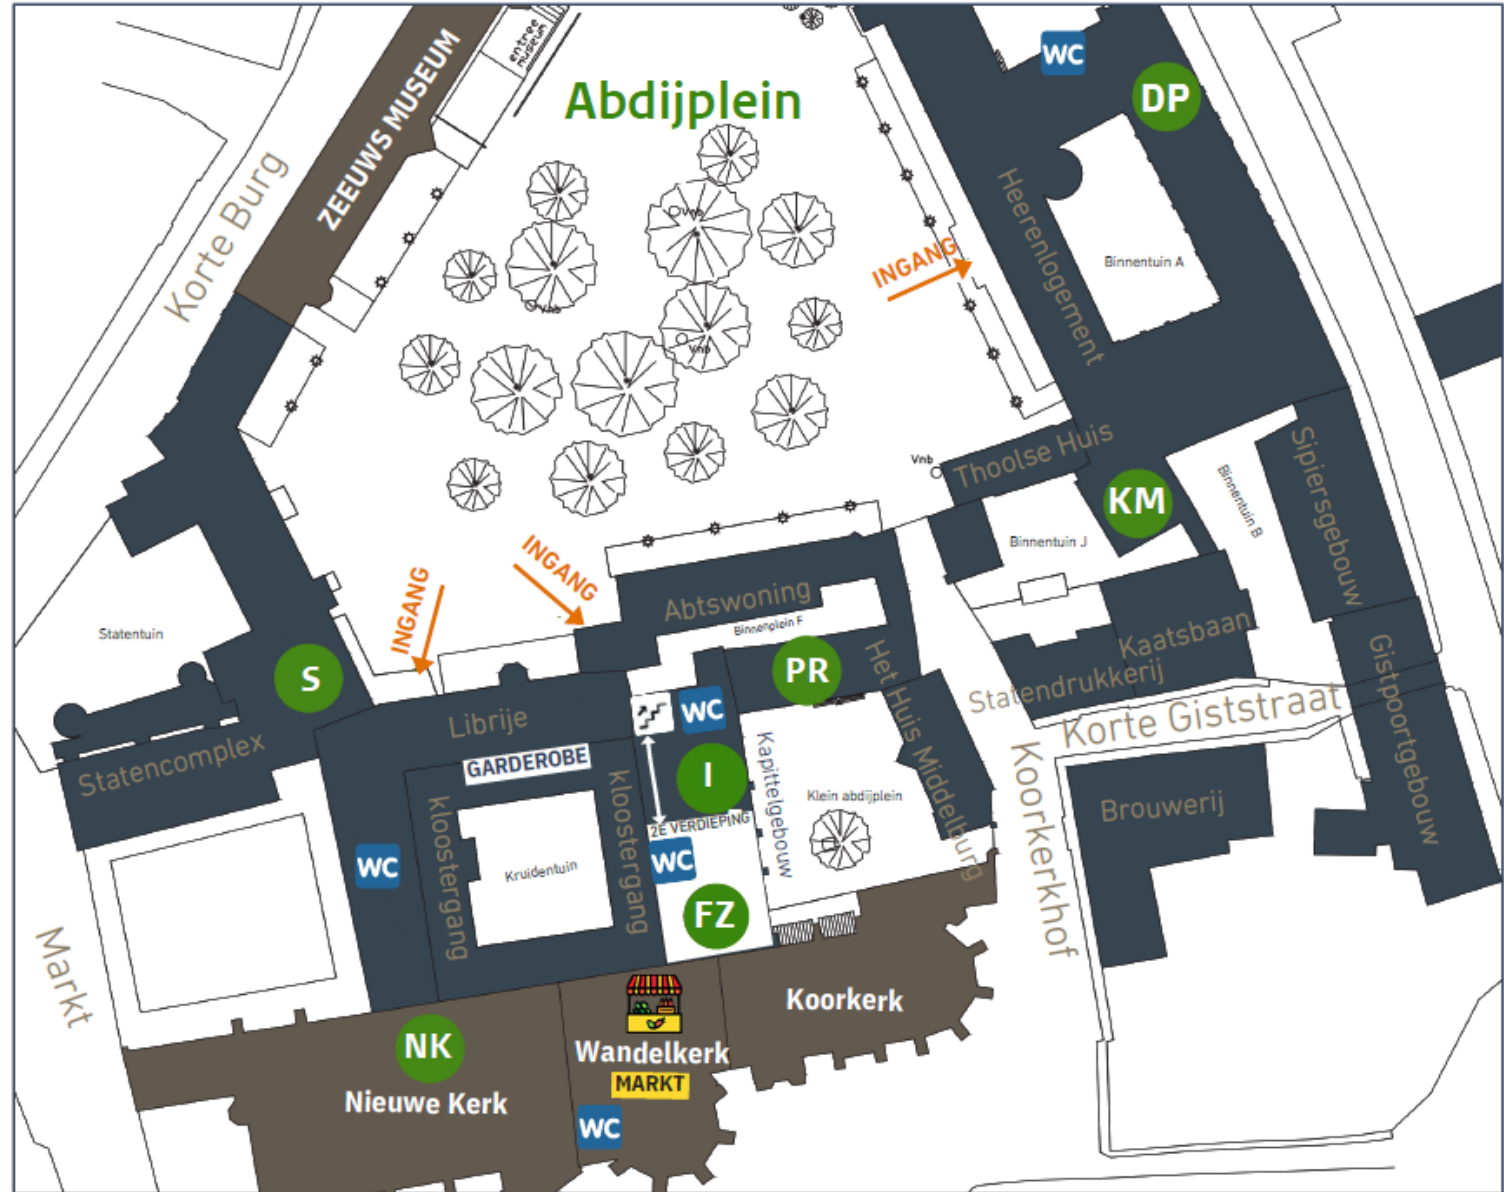 entree
museum
WC
ZEEUWS MUSEUM
Abdijplein
DP
Korte Burg
Heerenlogement
Vnb
INGANG
Binnentuin A
Vnb
Vnb
Thoolse Huis
Vnb
Sipiersgebouw
Binnentuin B
KM
Binnentuin J
INGANG
INGANG
Abtswoning
Statentuin
Binnenplein F
Kaatsbaan
S
PR
Het Huis Middelburg
Statendrukkerij
Gistpoortgebouw
Korte Giststraat
WC
Librije
Statencomplex
GARDEROBE
I
Kapittelgebouw
Koorkerkhof
kloostergang
kloostergang
Klein abdijplein
Brouwerij
2E VERDIEPING
WC
WC
Kruidentuin
FZ
Markt
Koorkerk
NK
Wandelkerk
MARKT
Nieuwe Kerk
WC